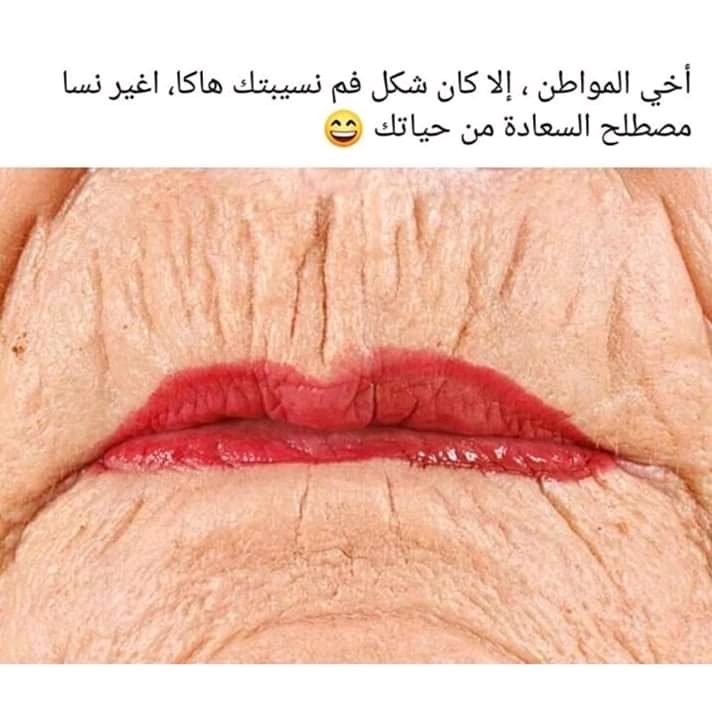 أخي المواطن ، إلا كان شكل فم نسيبتك هاكا، اغير نسا
مصطلح السعادة من حياتك 😄